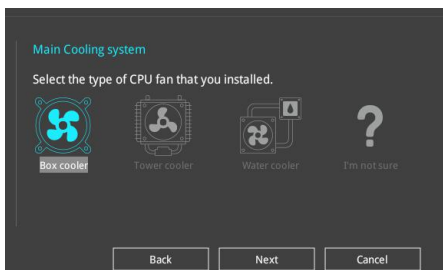 Main Cooling system
Select the type of CPU fan that you installed.
Box cooler Tower cooler Water cooler I'm not sure
Back Next Cancel